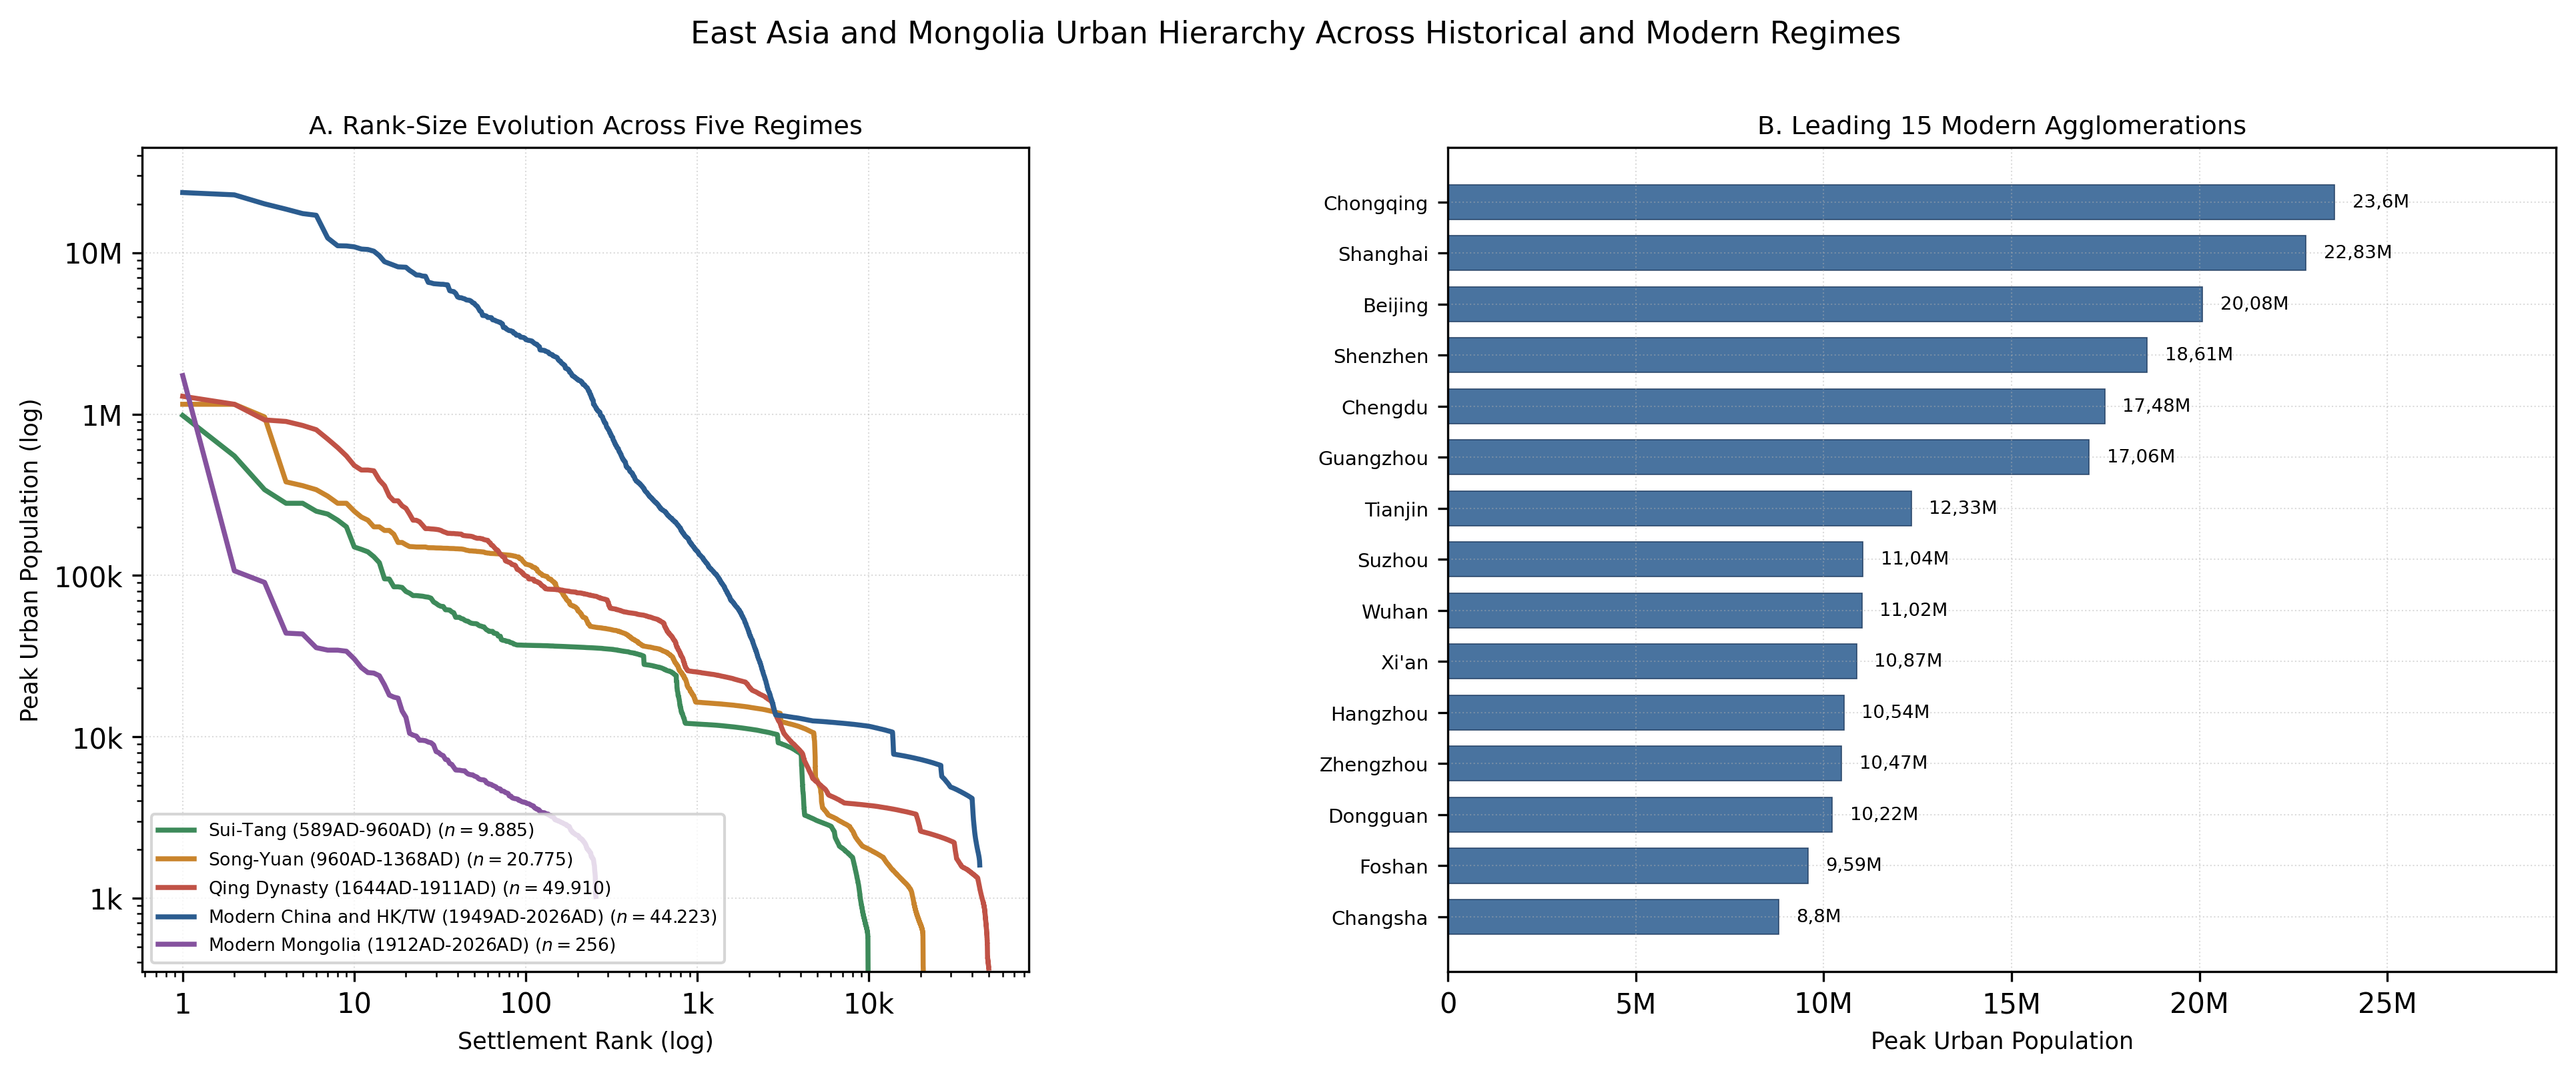 East Asia and Mongolia Urban Hierarchy Across Historical and Modern Regimes
A. Rank-Size Evolution Across Five Regimes
Peak Urban Population (log)
10M
1M
100k
10k
1k
Sui-Tang (589AD-960AD) (n = 9.885)
Song-Yuan (960AD-1368AD) (n = 20.775)
Qing Dynasty (1644AD-1911AD) (n = 49.910)
Modern China and HK/TW (1949AD-2026AD) (n = 44.223)
Modern Mongolia (1912AD-2026AD) (n = 256)
1 10 100 1k 10k
Settlement Rank (log)
B. Leading 15 Modern Agglomerations
Chongqing 23,6M
Shanghai 22,83M
Beijing 20,08M
Shenzhen 18,61M
Chengdu 17,48M
Guangzhou 17,06M
Tianjin 12,33M
Suzhou 11,04M
Wuhan 11,02M
Xi'an 10,87M
Hangzhou 10,54M
Zhengzhou 10,47M
Dongguan 10,22M
Foshan 9,59M
Changsha 8,8M
0 5M 10M 15M 20M 25M
Peak Urban Population